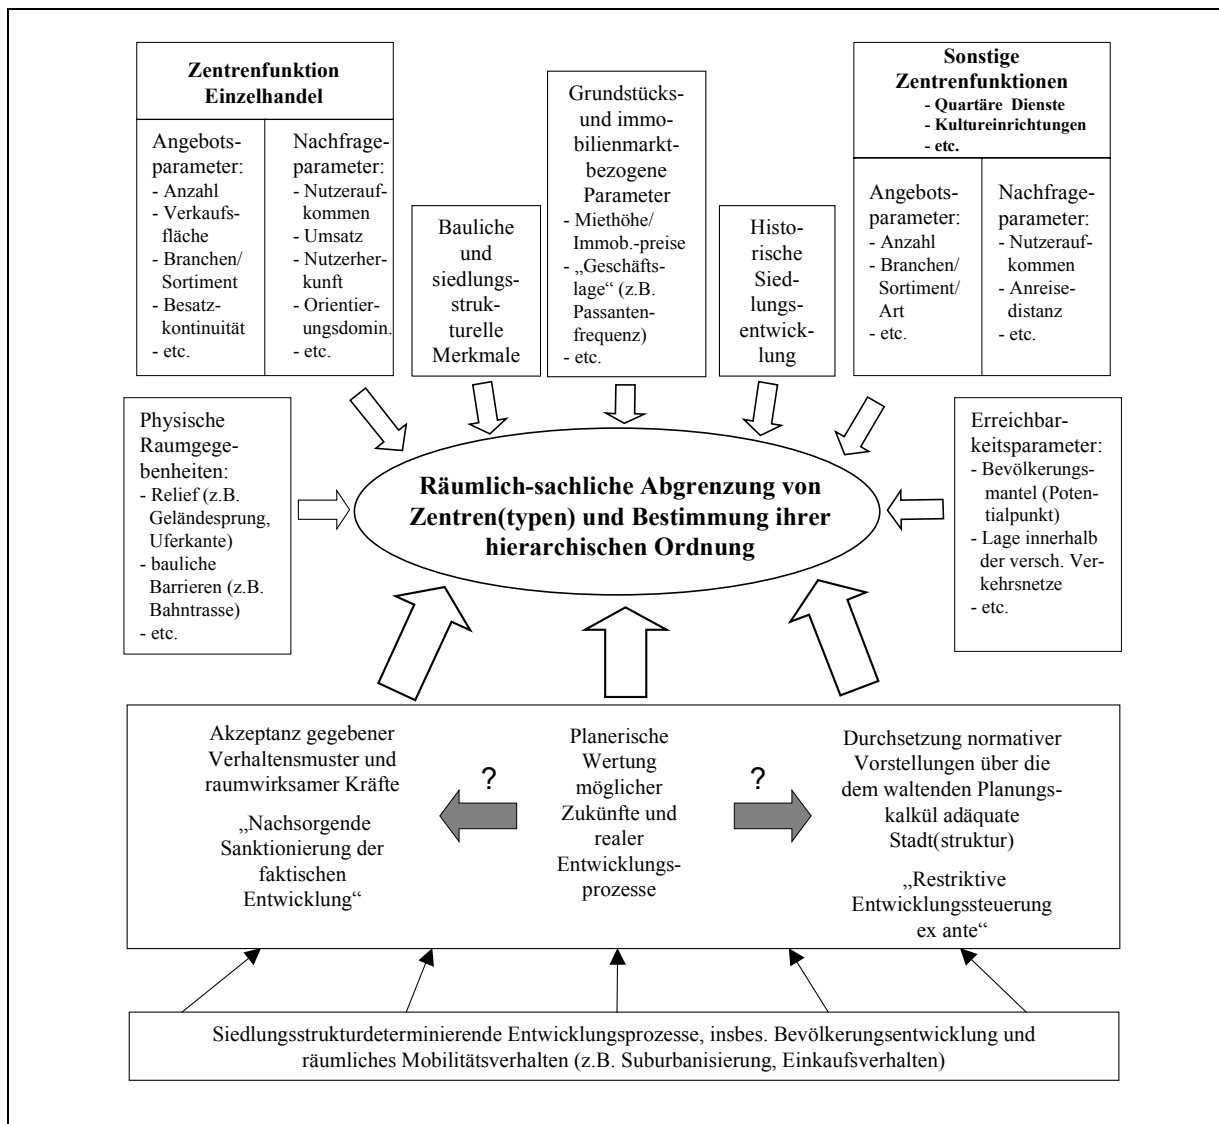 Zentrenfunktion
Einzelhandel
Angebots-
parameter:
- Anzahl
- Verkaufs-
fläche
- Branchen/
Sortiment
- Besatz-
kontinuität
- etc.
Nachfrage-
parameter:
- Nutzerauf-
kommen
- Umsatz
- Nutzerher-
kunft
- Orientier-
ungsdomin.
- etc.
Bauliche
und
siedlungs-
struk-
turelle
Merkmale
Grundstücks-
und immo-
bilienmarkt-
bezogene
Parameter
- Miethöhe/
Immob.-preise
- „Geschäfts-
lage“ (z.B.
Passanten-
frequenz)
- etc.
Histo-
rische
Sied-
lungs-
entwick-
lung
Sonstige
Zentrenfunktionen
- Quartäre Dienste
- Kultureinrichtungen
- etc.
Angebots-
parameter:
- Anzahl
- Branchen/
Sortiment/
Art
- etc.
Nachfrage-
parameter:
- Nutzerauf-
kommen
- Anreise-
distanz
- etc.
Physische
Raumgege-
benheiten:
- Relief (z.B.
Geländesprung,
Uferkante)
- bauliche
Barrieren (z.B.
Bahntrasse)
- etc.
Räumlich-sachliche Abgrenzung von
Zentren(typen) und Bestimmung ihrer
hierarchischen Ordnung
Erreichbar-
keitsparameter:
- Bevölkerungs-
mantel (Poten-
tialpunkt)
- Lage innerhalb
der versch. Ver-
kehrsnetze
- etc.
Akzeptanz gegebener
Verhaltensmuster und
raumwirksamer Kräfte
„Nachsorgende
Sanktionierung der
faktischen
Entwicklung“
?
Planerische
Wertung
möglicher
Zukünfte und
realer
Entwicklungs-
prozesse
?
Durchsetzung normativer
Vorstellungen über die
dem waltenden Planungs-
kalkül adäquate
Stadt(struktur)
„Restriktive
Entwicklungssteuerung
ex ante“
Siedlungsstrukturdeterminierende Entwicklungsprozesse, insbes. Bevölkerungsentwicklung und
räumliches Mobilitätsverhalten (z.B. Suburbanisierung, Einkaufsverhalten)